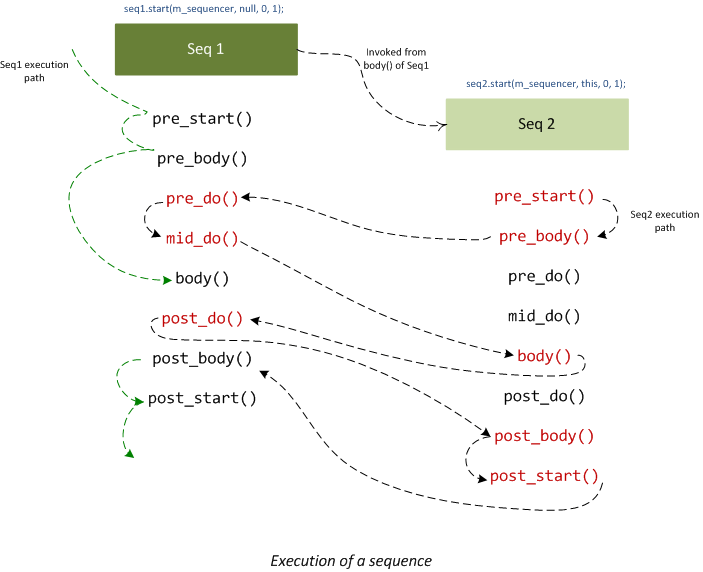 seq1.start(m_sequencer, null, 0, 1);
Seq 1
Seq1 execution
path
Invoked from
body() of Seq1
seq2.start(m_sequencer, this, 0, 1);
Seq 2
pre_start()
pre_body()
pre_do()
mid_do()
body()
post_do()
post_body()
post_start()
pre_start()
pre_body()
pre_do()
mid_do()
body()
post_do()
post_body()
post_start()
Seq2 execution
path
Execution of a sequence